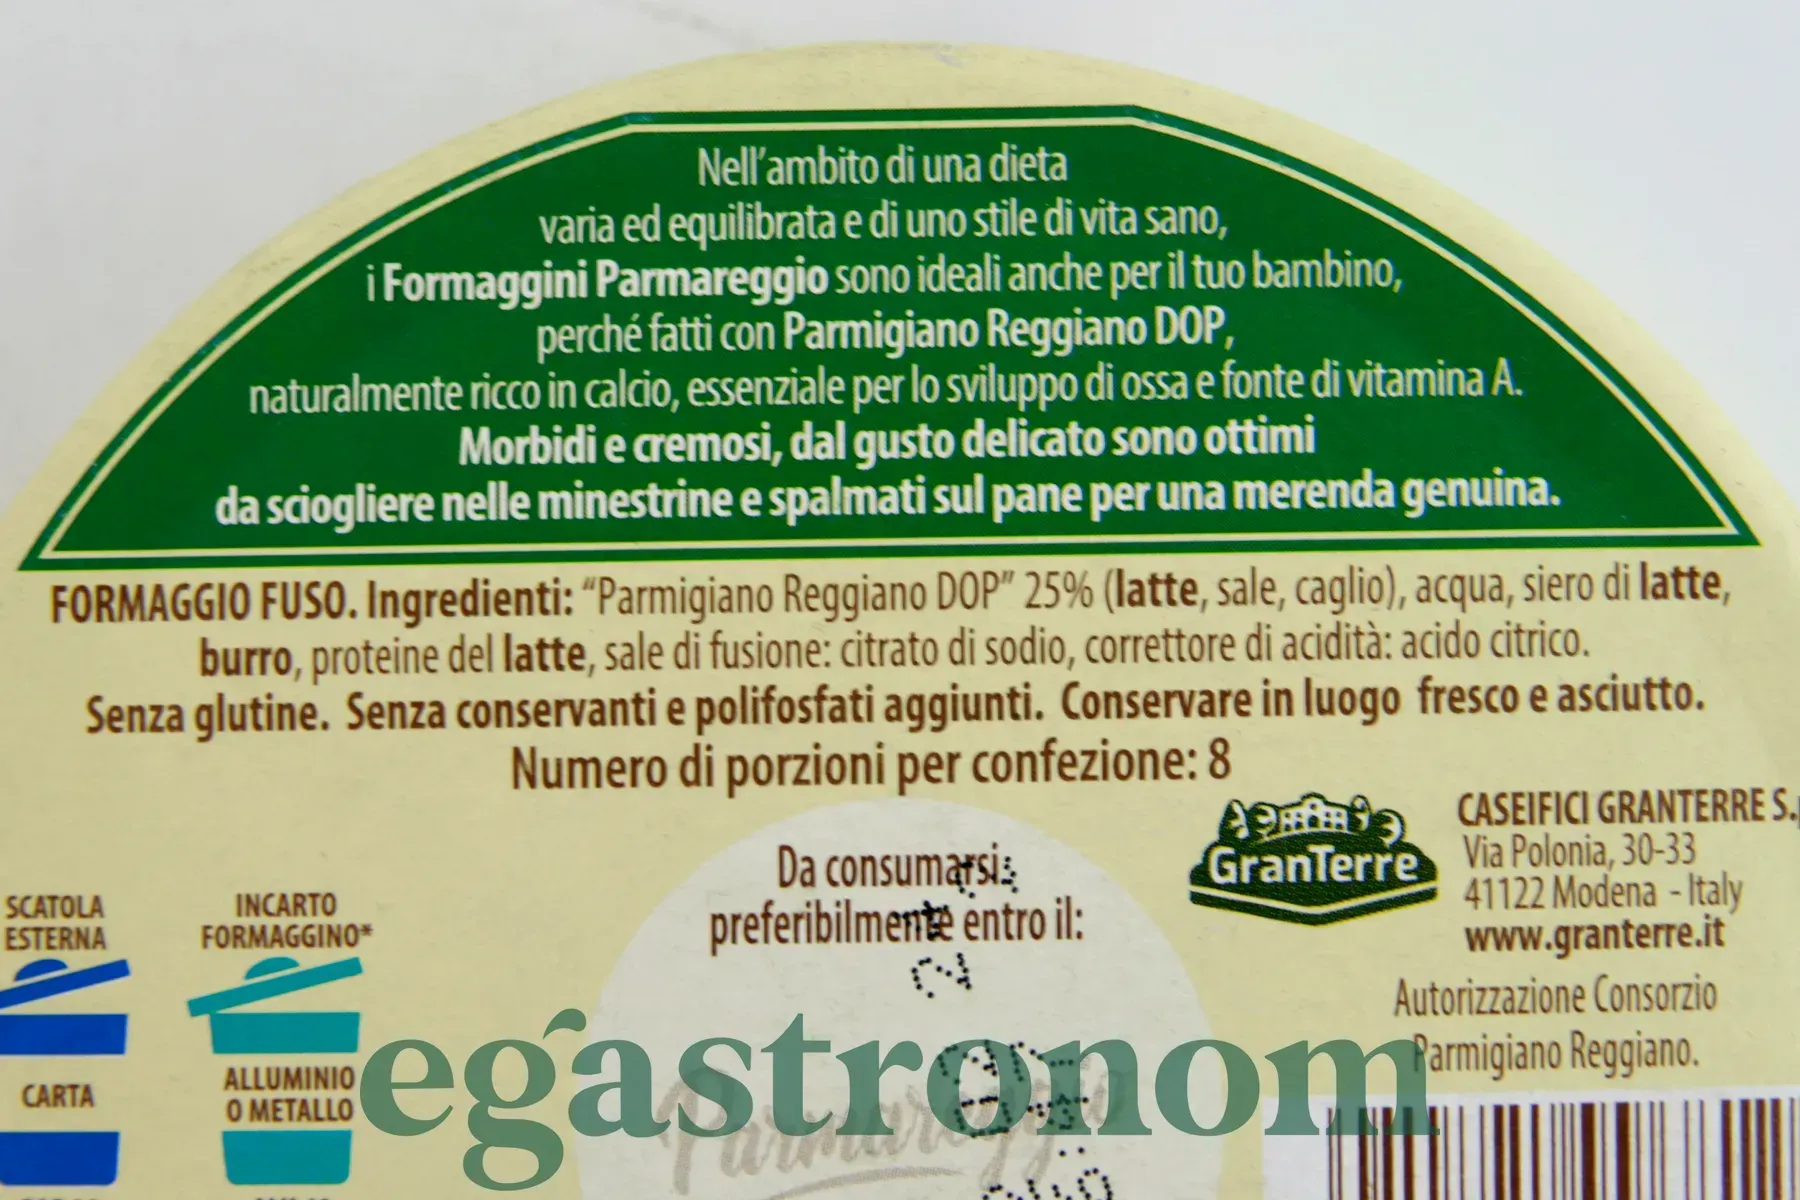 Nell'ambito di una dieta
varia ed equilibrata e di uno stile di vita sano,
i Formaggini Parmareggio sono ideali anche per il tuo bambino,
perché fatti con Parmigiano Reggiano DOP,
naturalmente ricco in calcio, essenziale per lo sviluppo di ossa e fonte di vitamina A.
Morbidi e cremosi, dal gusto delicato sono ottimi
da sciogliere nelle minestrine e spalmati sul pane per una merenda genuina.
FORMAGGIO FUSO. Ingredienti: “Parmigiano Reggiano DOP” 25% (latte, sale, caglio), acqua, siero di latte,
burro, proteine del latte, sale di fusione: citrato di sodio, correttore di acidità: acido citrico.
Senza glutine. Senza conservanti e polifosfati aggiunti. Conservare in luogo fresco e asciutto.
Numero di porzioni per confezione: 8
Da consumarsi
preferibilmente entro il:
GranTerre
CASEIFICI GRANTERRE S.
Via Polonia, 30-33
41122 Modena - Italy
www.granterre.it
Autorizzazione Consorzio
Parmigiano Reggiano.
SCATOLA
ESTERNA
CARTA
INCARTO
FORMAGGINO*
ALLUMINIO
O METALLO
egastronom
Parmareggio